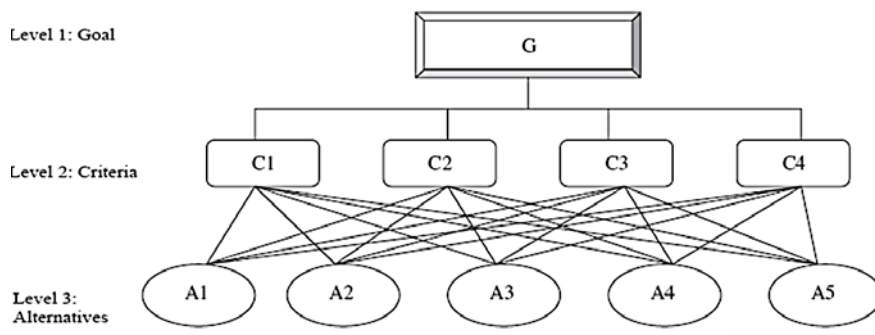 Level 1: Goal
G
Level 2: Criteria
C1 C2 C3 C4
Level 3:
Alternatives
A1 A2 A3 A4 A5